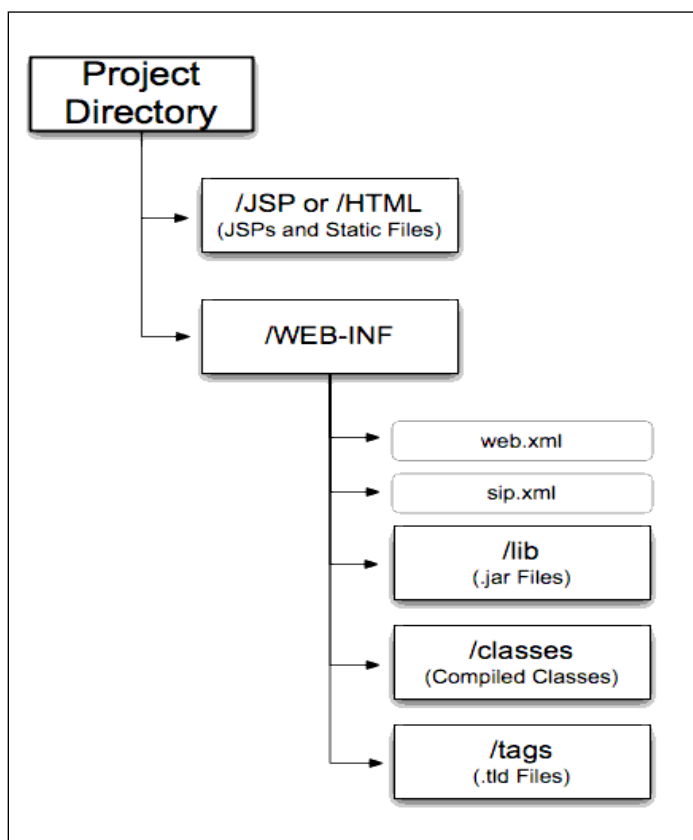 Project
Directory
/JSP or /HTML
(JSPs and Static Files)
/WEB-INF
web.xml
sip.xml
/lib
(.jar Files)
/classes
(Compiled Classes)
/tags
(.tld Files)